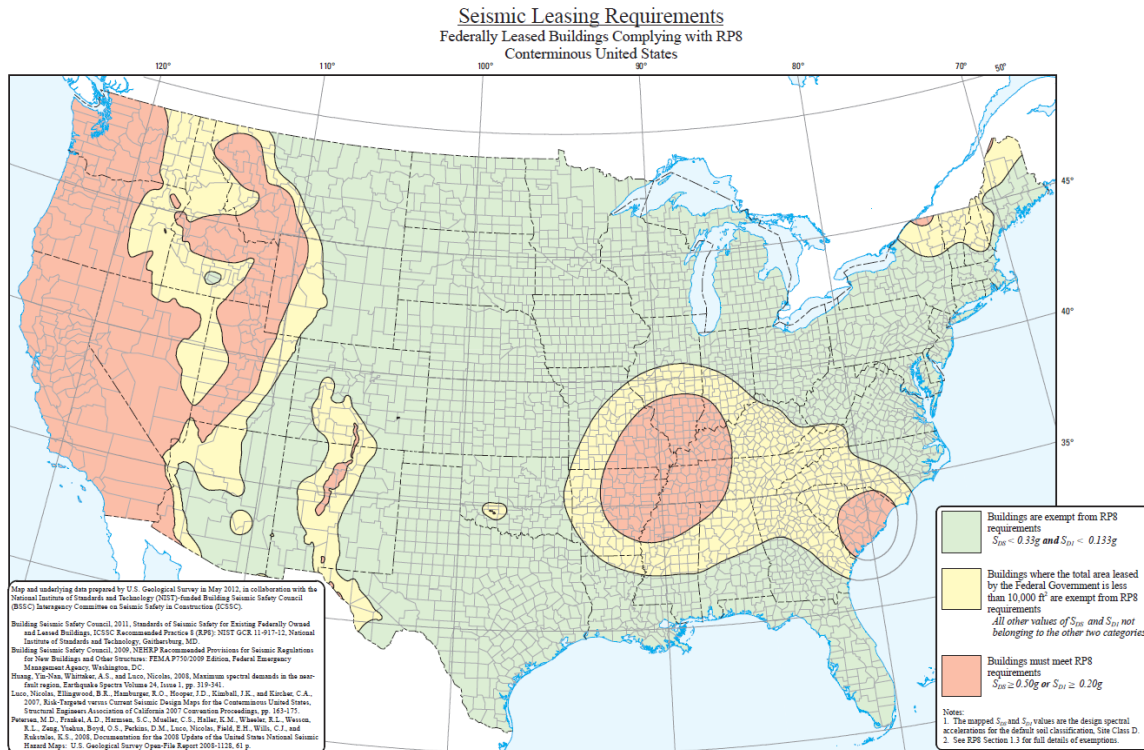 Seismic Leasing Requirements
Federally Leased Buildings Complying with RP8
Conterminous United States
120°
110°
100°
90°
80°
70°
50°
45°
40°
35°
Map and underlying data prepared by U.S. Geological Survey in May 2012, in collaboration with the
National Institute of Standards and Technology (NIST)-funded Building Seismic Safety Council
(BSSC) Interagency Committee on Seismic Safety in Construction (ICSSC).
Building Seismic Safety Council, 2011, Standards of Seismic Safety for Existing Federally Owned
and Leased Buildings, ICSSC Recommended Practice 8 (RP8): NIST GCR 11-917-12, National
Institute of Standards and Technology, Gaithersburg, MD.
Building Seismic Safety Council, 2009, NEHRP Recommended Provisions for Seismic Regulations
for New Buildings and Other Structures: FEMA P750/2009 Edition, Federal Emergency
Management Agency, Washington, DC.
Huang, Yin-Nan, Whittaker, A.S., and Luco, Nicolas, 2008, Maximum spectral demands in the near-
fault region, Earthquake Spectra Volume 24, Issue 1, pp. 319-341.
Luco, Nicolas, Ellingwood, B.R., Hamburger, R.O., Hooper, J.D., Kimball, J.K., and Kircher, C.A.,
2007, Risk-Targeted versus Current Seismic Design Maps for the Conterminous United States,
Structural Engineers Association of California 2007 Convention Proceedings, pp. 163-175.
Petersen, M.D., Frankel, A.D., Harmsen, S.C., Mueller, C.S., Haller, K.M., Wheeler, R.L., Wesson,
R.L., Zeng, Yuehua, Boyd, O.S., Perkins, D.M., Luco, Nicolas, Field, E.H., Wills, C.J., and
Rukstales, K.S., 2008, Documentation for the 2008 Update of the United States National Seismic
Hazard Maps: U.S. Geological Survey Open-File Report 2008-1128, 61 p.
Buildings are exempt from RP8
requirements
S_DS < 0.33g and S_D1 < 0.133g
Buildings where the total area leased
by the Federal Government is less
than 10,000 ft² are exempt from RP8
requirements
All other values of S_DS and S_D1 not
belonging to the other two categories
Buildings must meet RP8
requirements
S_DS ≥ 0.50g or S_D1 ≥ 0.20g
Notes:
1. The mapped S_DS and S_D1 values are the design spectral
accelerations for the default soil classification, Site Class D.
2. See RP8 Section 1.3 for full details of exemptions.